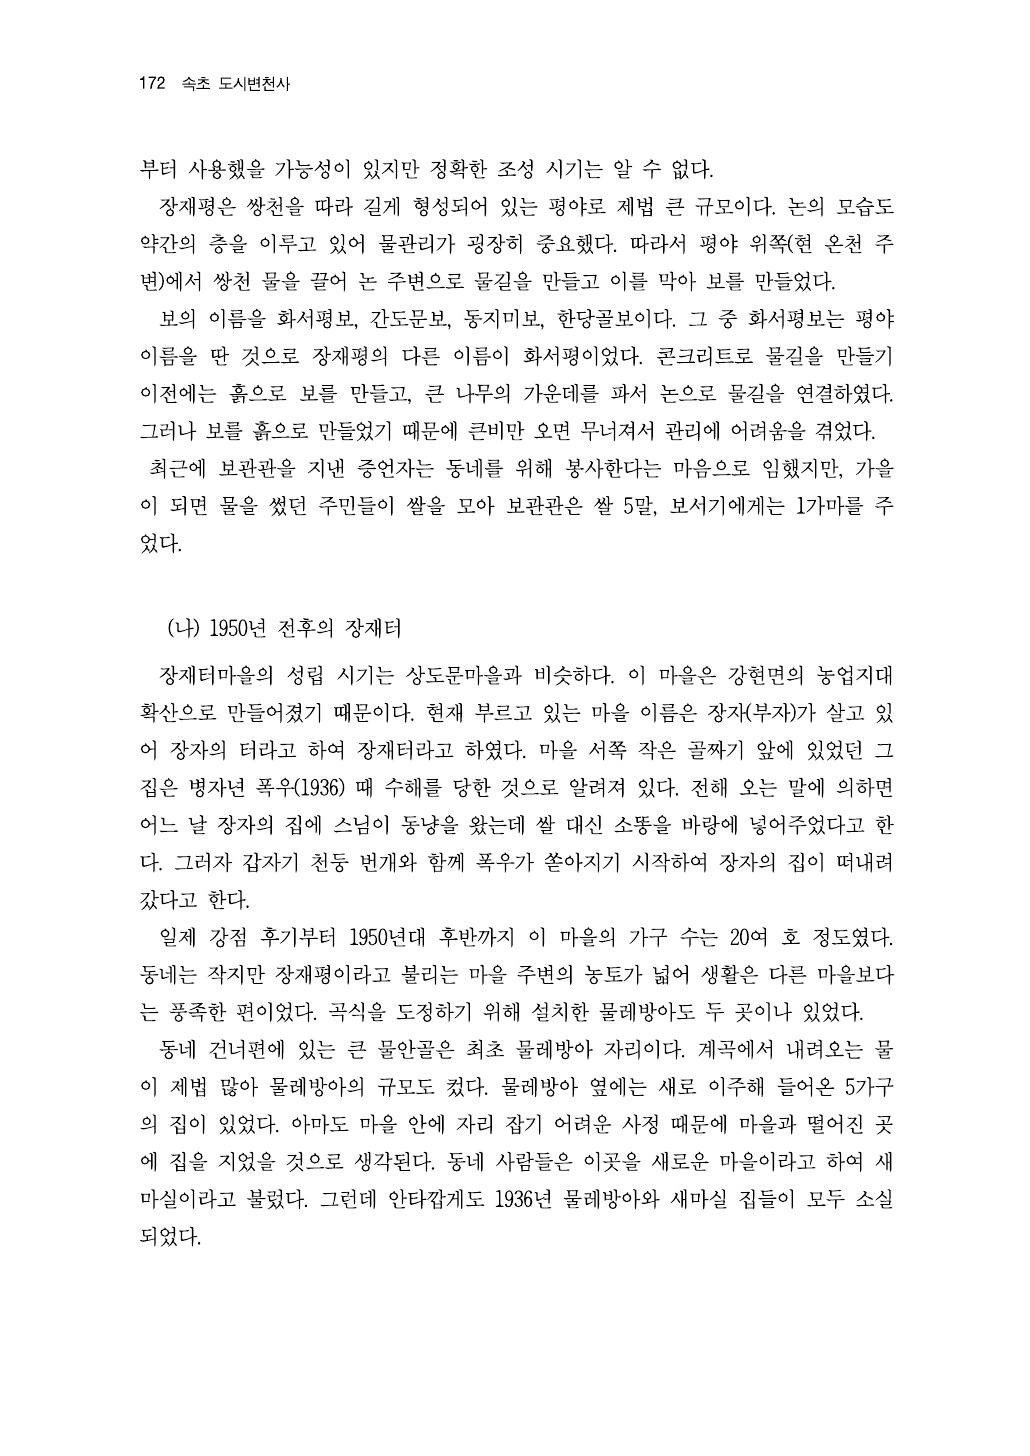 172 속초 도시변천사
부터 사용했을 가능성이 있지만 정확한 조성 시기는 알 수 없다.
장재평은 쌍천을 따라 길게 형성되어 있는 평야로 제법 큰 규모이다. 논의 모습도
약간의 층을 이루고 있어 물관리가 굉장히 중요했다. 따라서 평야 위쪽(현 온천 주
변)에서 쌍천 물을 끌어 논 주변으로 물길을 만들고 이를 막아 보를 만들었다.
보의 이름을 화서평보, 간도문보, 동지미보, 한당골보이다. 그 중 화서평보는 평야
이름을 딴 것으로 장재평의 다른 이름이 화서평이었다. 콘크리트로 물길을 만들기
이전에는 흙으로 보를 만들고, 큰 나무의 가운데를 파서 논으로 물길을 연결하였다.
그러나 보를 흙으로 만들었기 때문에 큰비만 오면 무너져서 관리에 어려움을 겪었다.
최근에 보관관을 지낸 증언자는 동네를 위해 봉사한다는 마음으로 임했지만, 가을
이 되면 물을 썼던 주민들이 쌀을 모아 보관관은 쌀 5말, 보서기에게는 1가마를 주
었다.
(나) 1950년 전후의 장재터
장재터마을의 성립 시기는 상도문마을과 비슷하다. 이 마을은 강현면의 농업지대
확산으로 만들어졌기 때문이다. 현재 부르고 있는 마을 이름은 장자(부자)가 살고 있
어 장자의 터라고 하여 장재터라고 하였다. 마을 서쪽 작은 골짜기 앞에 있었던 그
집은 병자년 폭우(1936) 때 수해를 당한 것으로 알려져 있다. 전해 오는 말에 의하면
어느 날 장자의 집에 스님이 동냥을 왔는데 쌀 대신 소똥을 바랑에 넣어주었다고 한
다. 그러자 갑자기 천둥 번개와 함께 폭우가 쏟아지기 시작하여 장자의 집이 떠내려
갔다고 한다.
일제 강점 후기부터 1950년대 후반까지 이 마을의 가구 수는 20여 호 정도였다.
동네는 작지만 장재평이라고 불리는 마을 주변의 농토가 넓어 생활은 다른 마을보다
는 풍족한 편이었다. 곡식을 도정하기 위해 설치한 물레방아도 두 곳이나 있었다.
동네 건너편에 있는 큰 물안골은 최초 물레방아 자리이다. 계곡에서 내려오는 물
이 제법 많아 물레방아의 규모도 컸다. 물레방아 옆에는 새로 이주해 들어온 5가구
의 집이 있었다. 아마도 마을 안에 자리 잡기 어려운 사정 때문에 마을과 떨어진 곳
에 집을 지었을 것으로 생각된다. 동네 사람들은 이곳을 새로운 마을이라고 하여 새
마실이라고 불렀다. 그런데 안타깝게도 1936년 물레방아와 새마실 집들이 모두 소실
되었다.